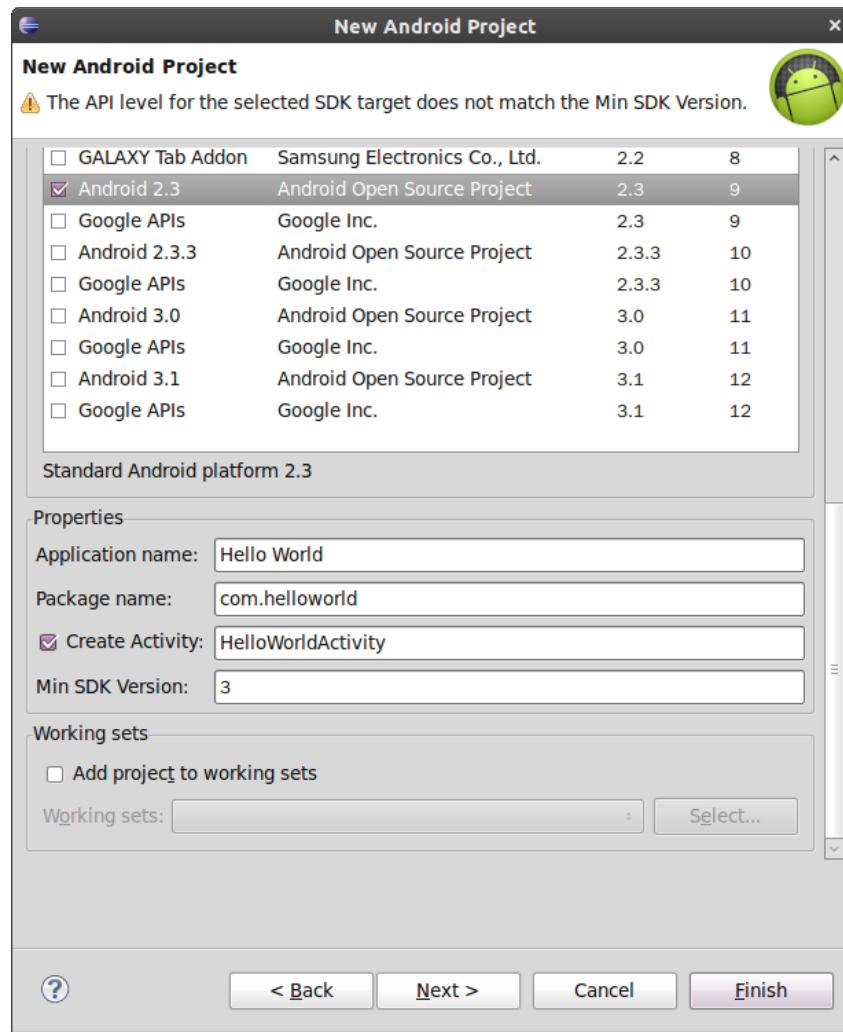 New Android Project
New Android Project
The API level for the selected SDK target does not match the Min SDK Version.
GALAXY Tab Addon Samsung Electronics Co., Ltd. 2.2 8
Android 2.3 Android Open Source Project 2.3 9
Google APIs Google Inc. 2.3 9
Android 2.3.3 Android Open Source Project 2.3.3 10
Google APIs Google Inc. 2.3.3 10
Android 3.0 Android Open Source Project 3.0 11
Google APIs Google Inc. 3.0 11
Android 3.1 Android Open Source Project 3.1 12
Google APIs Google Inc. 3.1 12
Standard Android platform 2.3
Properties
Application name: Hello World
Package name: com.helloworld
Create Activity: HelloWorldActivity
Min SDK Version: 3
Working sets
Add project to working sets
Working sets: Select...
? < Back Next > Cancel Finish